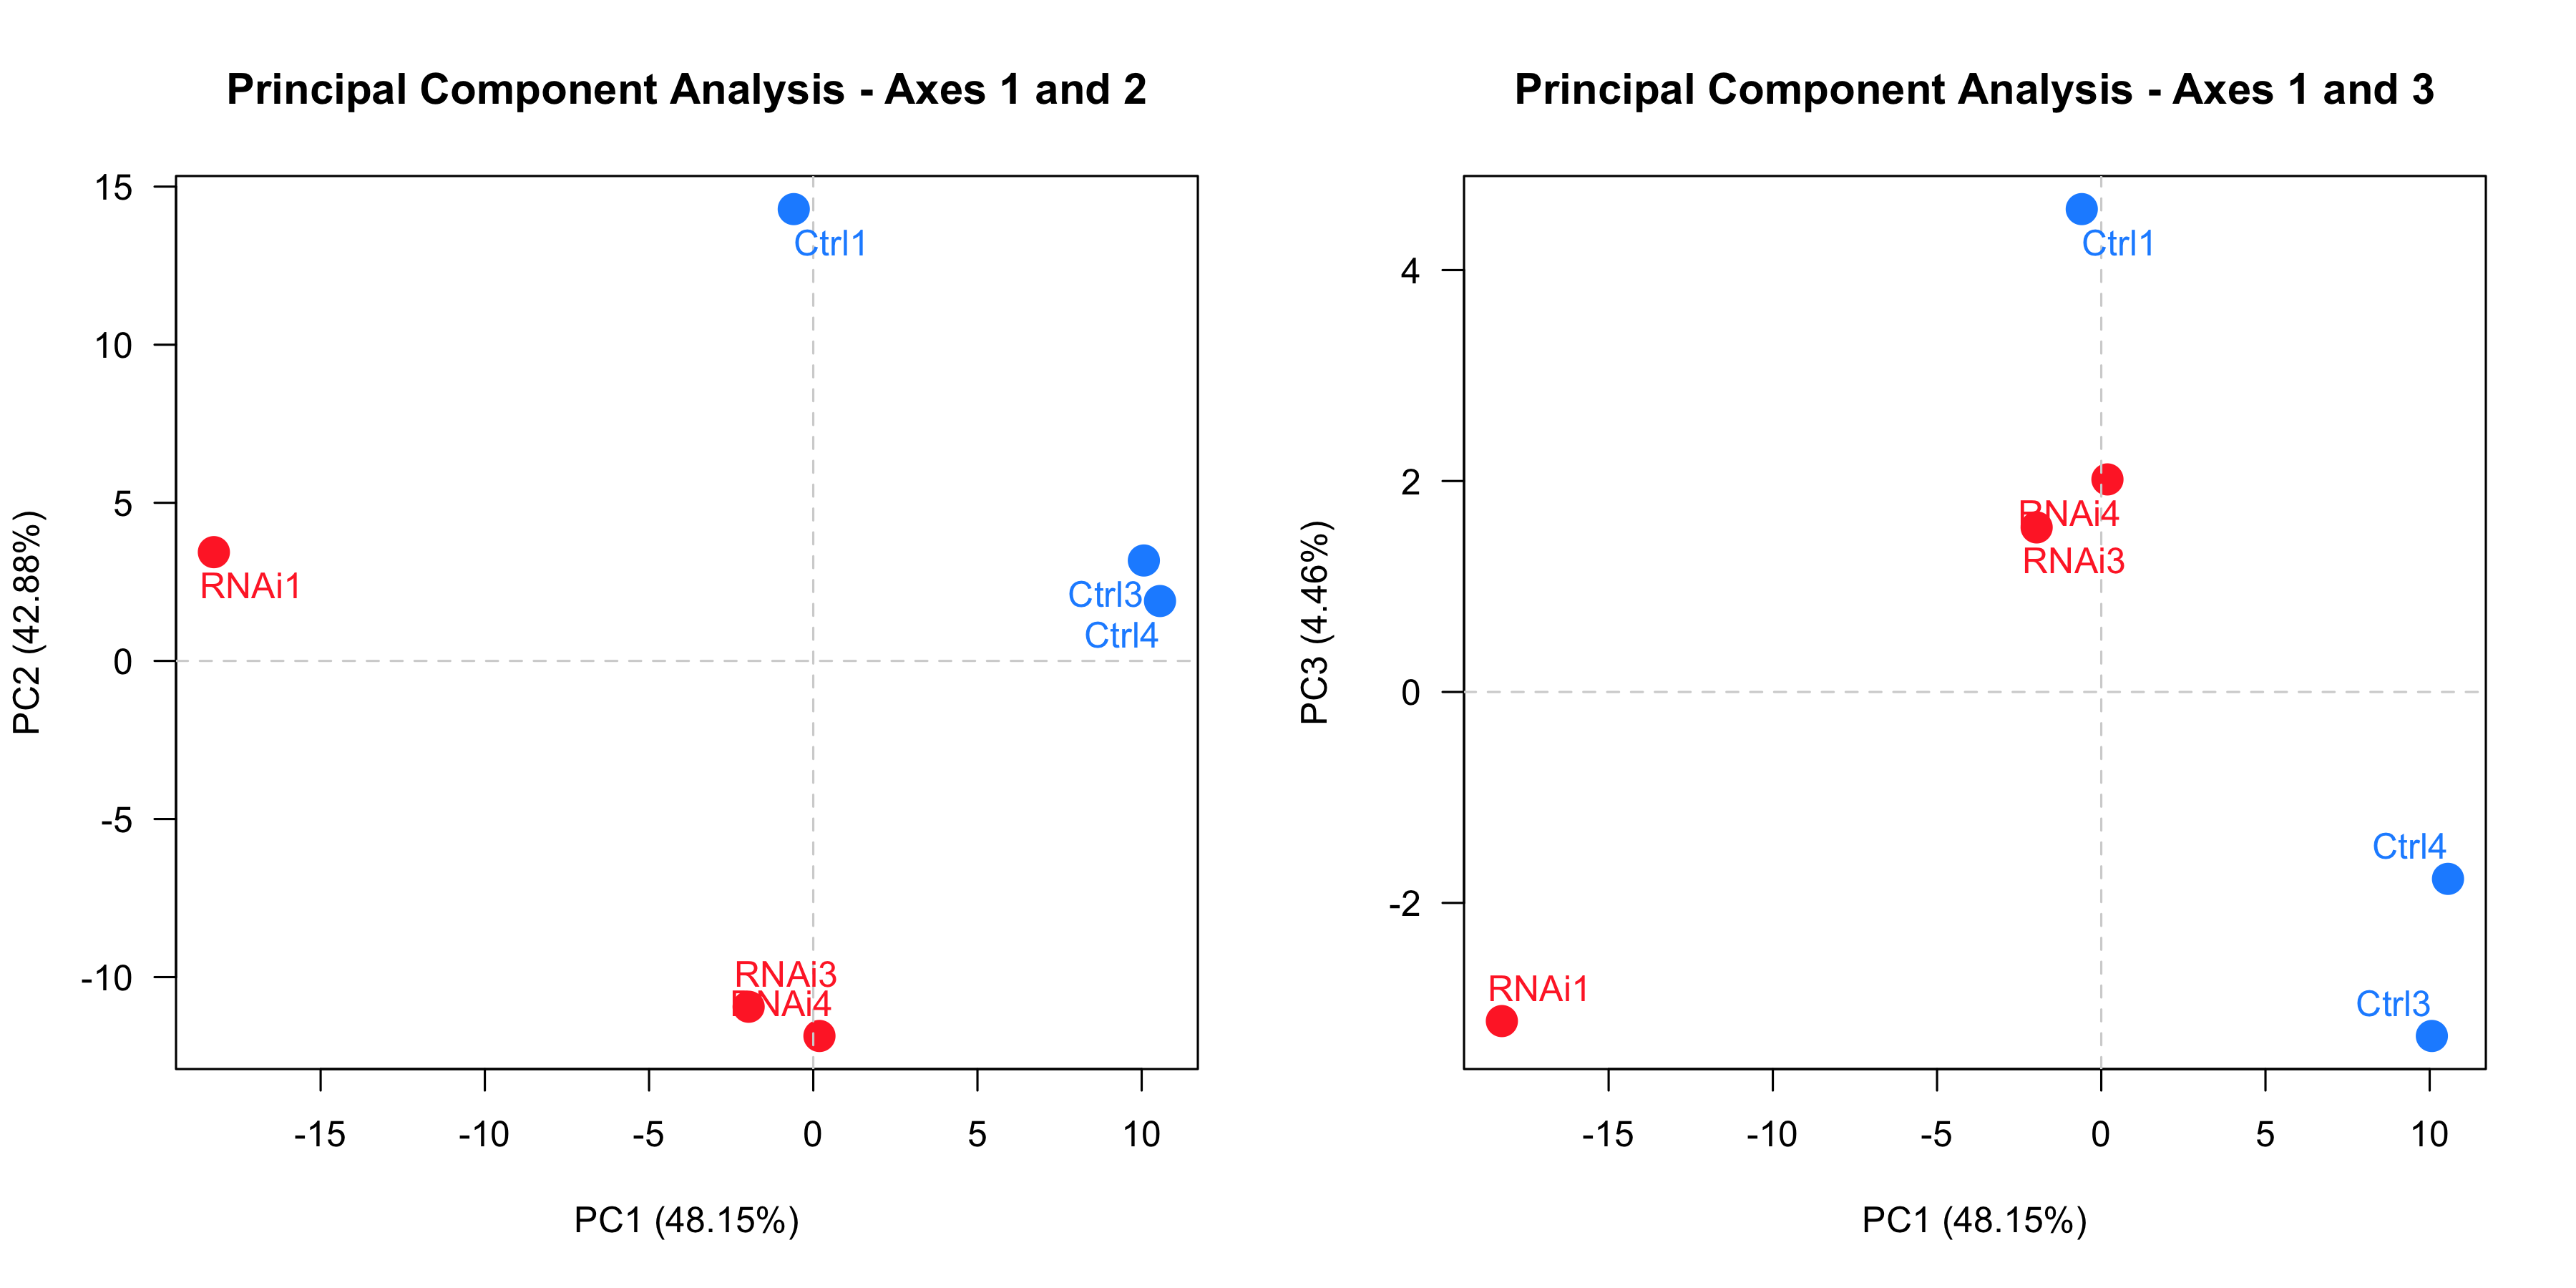 Principal Component Analysis - Axes 1 and 2
15
10
5
0
-5
-10
PC2 (42.88%)
Ctrl1
RNAi1
Ctrl3
Ctrl4
RNAi3
RNAi4
-15 -10 -5 0 5 10
PC1 (48.15%)
Principal Component Analysis - Axes 1 and 3
4
2
0
-2
PC3 (4.46%)
Ctrl1
RNAi4
RNAi3
Ctrl4
RNAi1
Ctrl3
-15 -10 -5 0 5 10
PC1 (48.15%)